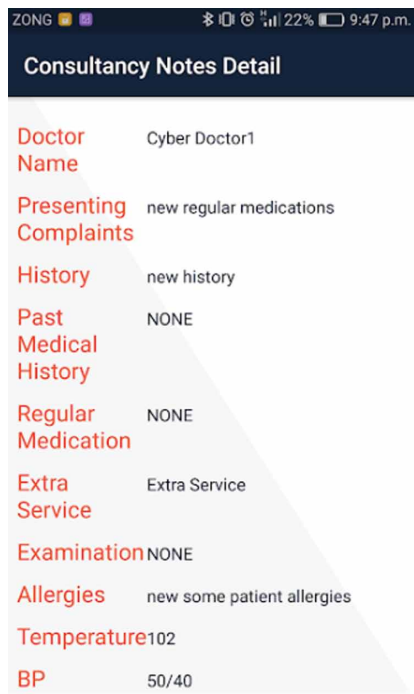 ZONG 22% 9:47 p.m.
Consultancy Notes Detail
Doctor Name Cyber Doctor1
Presenting Complaints new regular medications
History new history
Past Medical History NONE
Regular Medication NONE
Extra Service Extra Service
Examination NONE
Allergies new some patient allergies
Temperature 102
BP 50/40